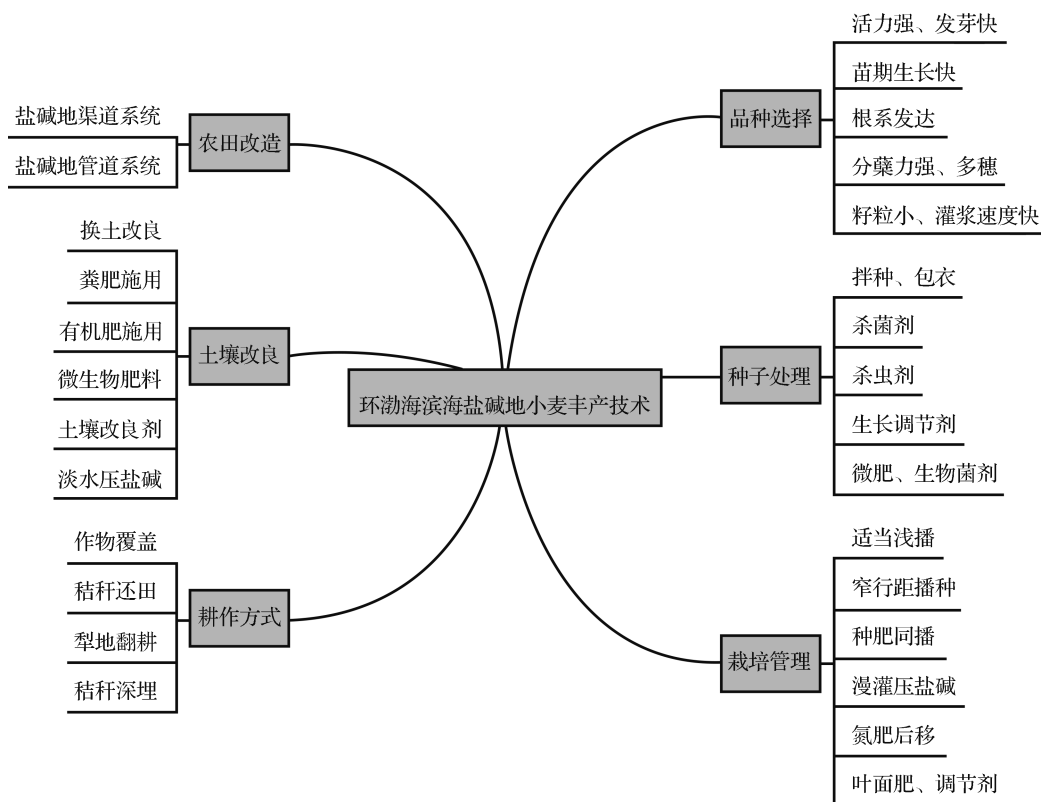 环渤海滨海盐碱地小麦丰产技术
农田改造
盐碱地渠道系统
盐碱地管道系统
土壤改良
换土改良
粪肥施用
有机肥施用
微生物肥料
土壤改良剂
淡水压盐碱
耕作方式
作物覆盖
秸秆还田
犁地翻耕
秸秆深埋
品种选择
活力强、发芽快
苗期生长快
根系发达
分蘖力强、多穗
籽粒小、灌浆速度快
种子处理
拌种、包衣
杀菌剂
杀虫剂
生长调节剂
微肥、生物菌剂
栽培管理
适当浅播
窄行距播种
种肥同播
漫灌压盐碱
氮肥后移
叶面肥、调节剂